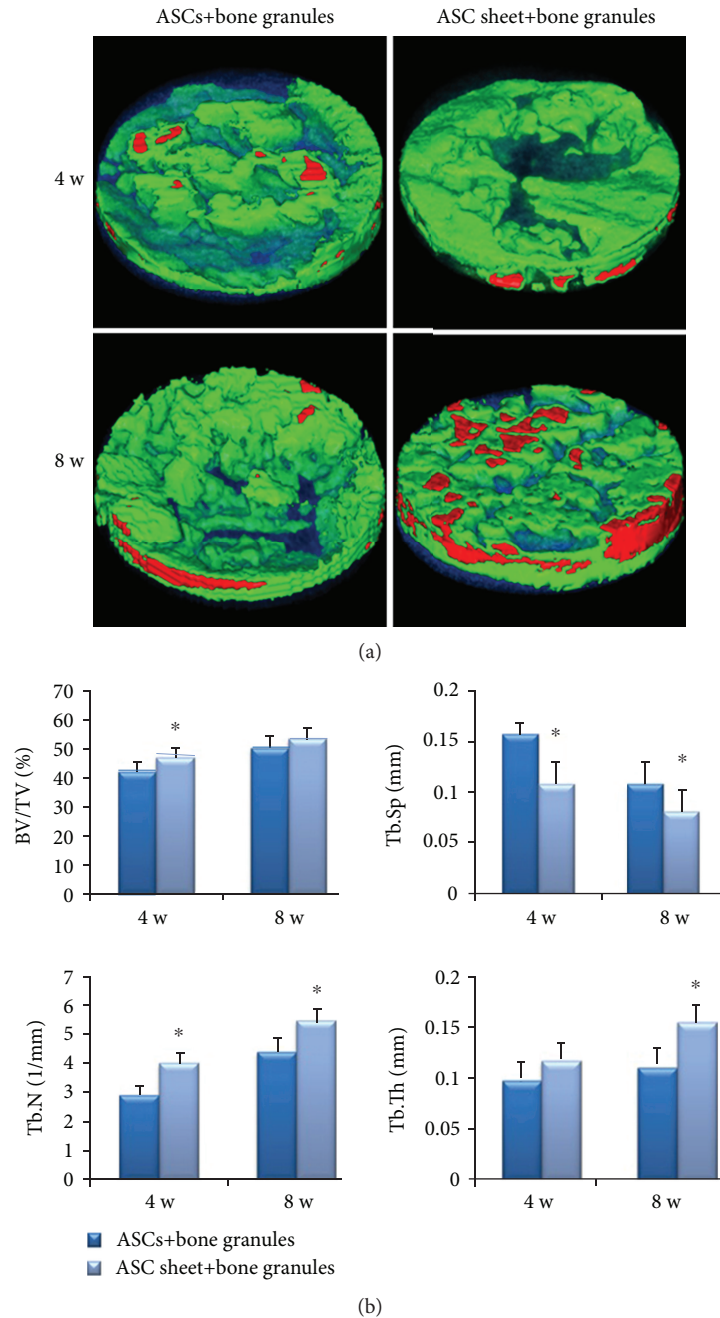 ASCs+bone granules
ASC sheet+bone granules
4 w
8 w
(a)
BV/TV (%)
70
60
50
40
30
20
10
0
*
4 w
8 w
Tb.Sp (mm)
0.2
0.15
0.1
0.05
0
*
*
4 w
8 w
Tb.N (1/mm)
7
6
5
4
3
2
1
0
*
*
4 w
8 w
Tb.Th (mm)
0.2
0.15
0.1
0.05
0
*
4 w
8 w
ASCs+bone granules
ASC sheet+bone granules
(b)